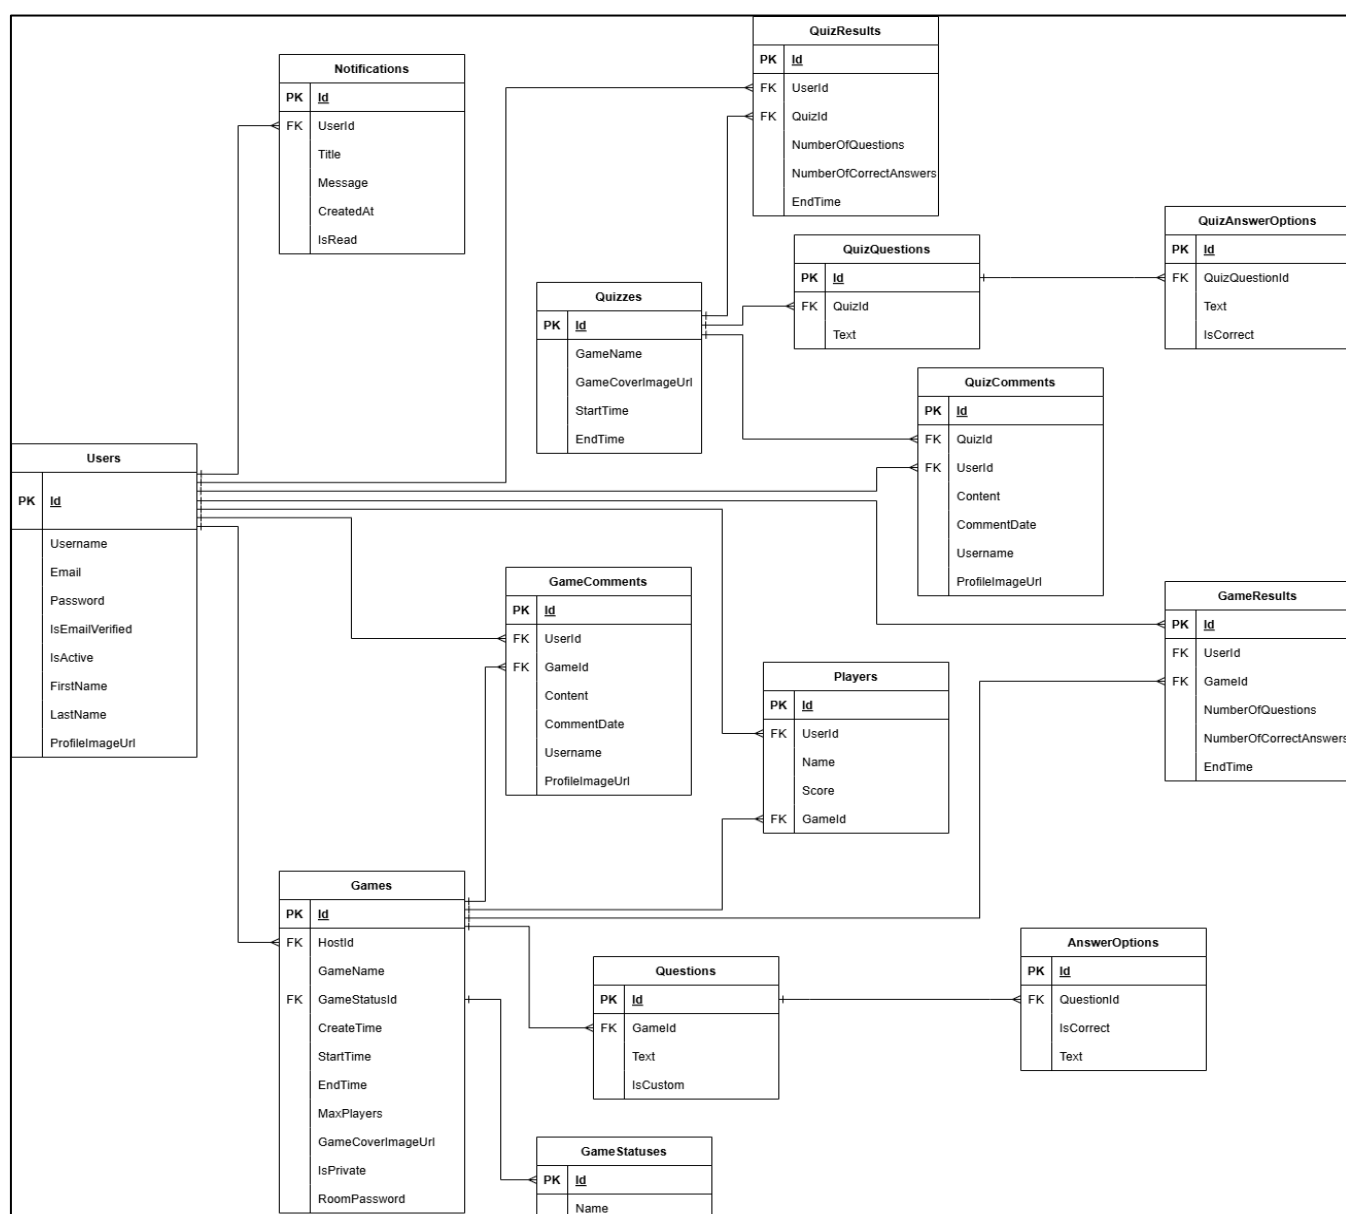 QuizResults
PK Id
FK UserId
FK QuizId
NumberOfQuestions
NumberOfCorrectAnswers
EndTime
Notifications
PK Id
FK UserId
Title
Message
CreatedAt
IsRead
QuizAnswerOptions
PK Id
FK QuizQuestionId
Text
IsCorrect
QuizQuestions
PK Id
FK QuizId
Text
Quizzes
PK Id
GameName
GameCoverImageUrl
StartTime
EndTime
QuizComments
PK Id
FK QuizId
FK UserId
Content
CommentDate
Username
ProfileImageUrl
Users
PK Id
Username
Email
Password
IsEmailVerified
IsActive
FirstName
LastName
ProfileImageUrl
GameComments
PK Id
FK UserId
FK GameId
Content
CommentDate
Username
ProfileImageUrl
GameResults
PK Id
FK UserId
FK GameId
NumberOfQuestions
NumberOfCorrectAnswers
EndTime
Players
PK Id
FK UserId
Name
Score
FK GameId
Games
PK Id
FK HostId
GameName
FK GameStatusId
CreateTime
StartTime
EndTime
MaxPlayers
GameCoverImageUrl
IsPrivate
RoomPassword
Questions
PK Id
FK GameId
Text
IsCustom
AnswerOptions
PK Id
FK QuestionId
IsCorrect
Text
GameStatuses
PK Id
Name